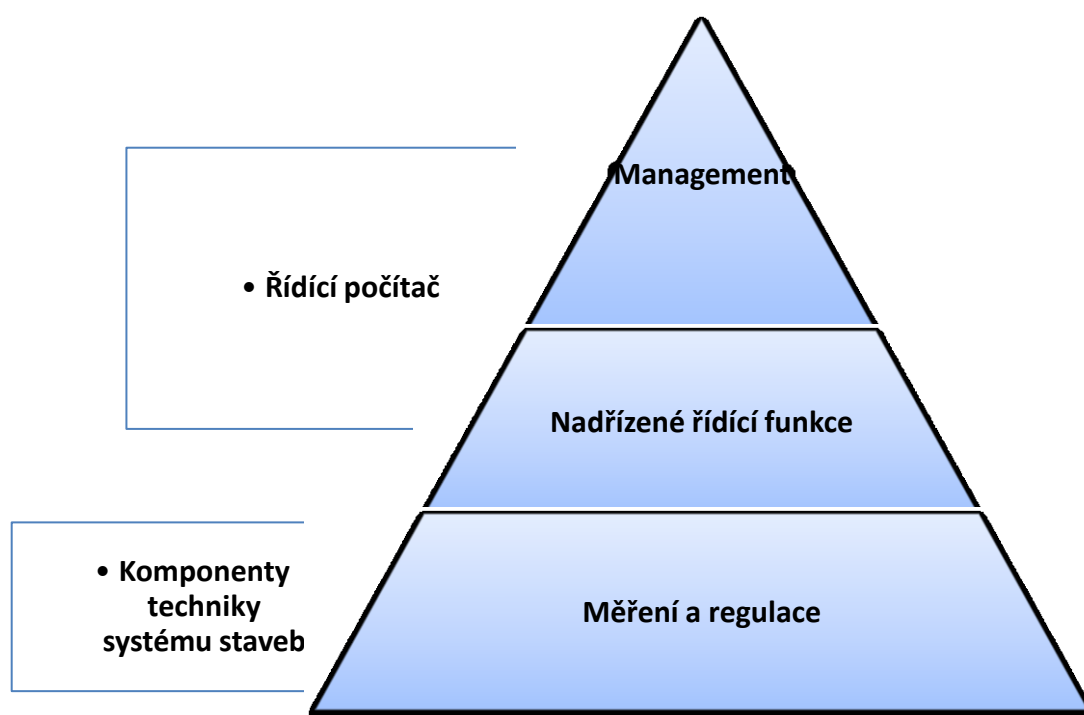 Management
• Řídící počítač
Nadřízené řídící funkce
• Komponenty
techniky
systému staveb
Měření a regulace